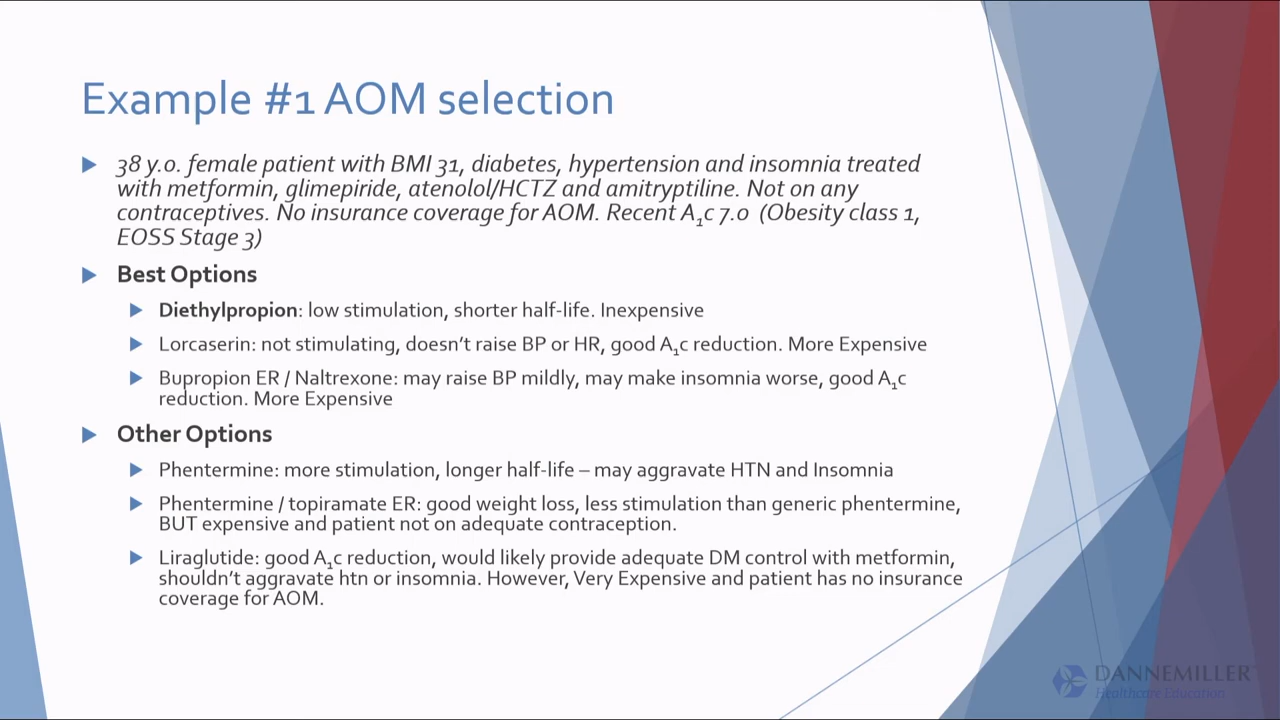 Example #1 AOM selection
38 y.o. female patient with BMI 31, diabetes, hypertension and insomnia treated
with metformin, glimepiride, atenolol/HCTZ and amitryptiline. Not on any
contraceptives. No insurance coverage for AOM. Recent A1c 7.0 (Obesity class 1,
EOSS Stage 3)
Best Options
Diethylpropion: low stimulation, shorter half-life. Inexpensive
Lorcaserin: not stimulating, doesn't raise BP or HR, good A1c reduction. More Expensive
Bupropion ER / Naltrexone: may raise BP mildly, may make insomnia worse, good A1c
reduction. More Expensive
Other Options
Phentermine: more stimulation, longer half-life – may aggravate HTN and Insomnia
Phentermine / topiramate ER: good weight loss, less stimulation than generic phentermine,
BUT expensive and patient not on adequate contraception.
Liraglutide: good A1c reduction, would likely provide adequate DM control with metformin,
shouldn't aggravate htn or insomnia. However, Very Expensive and patient has no insurance
coverage for AOM.
DANNEMILLER
Healthcare Education